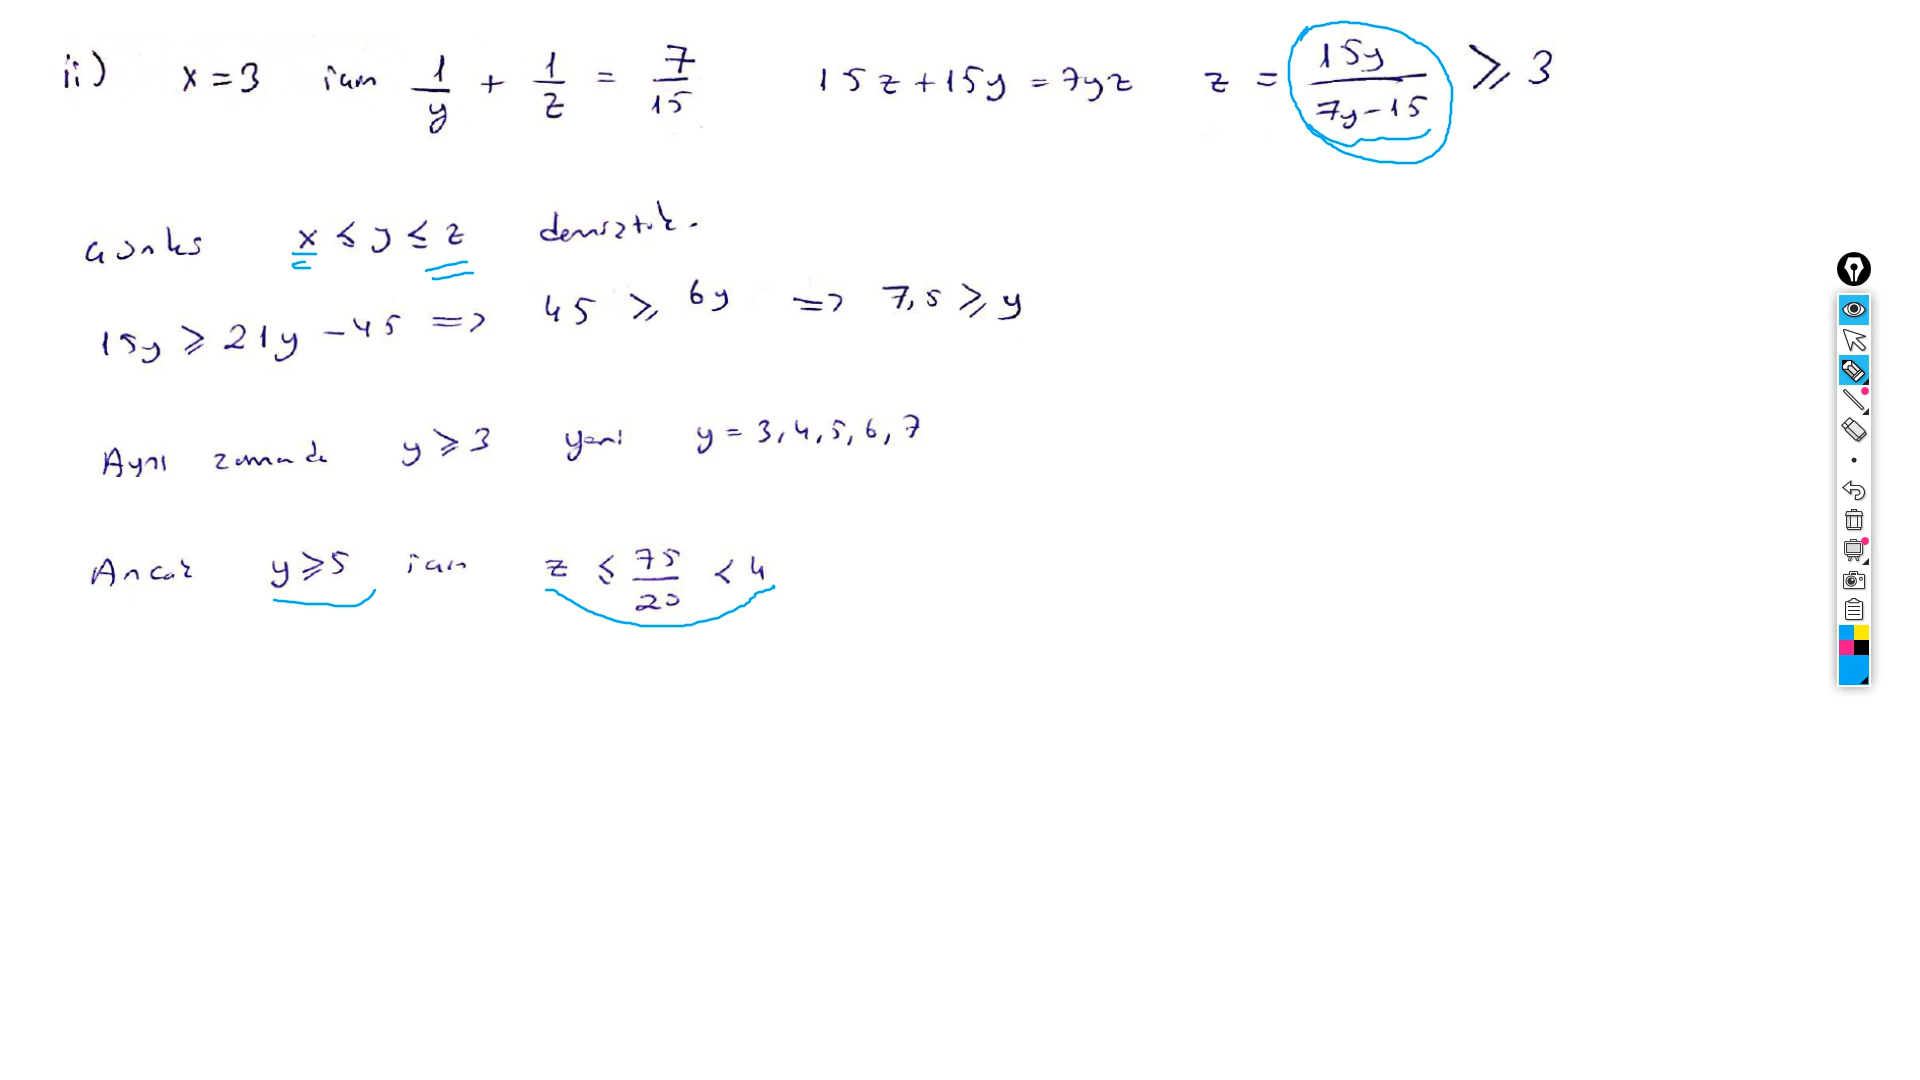 ii) x = 3 için 1/y + 1/z = 7/15 15z + 15y = 7yz z = 15y/(7y-15) ≥ 3
çünkü x ≤ y ≤ z demiştik.
15y ≥ 21y - 45 => 45 ≥ 6y => 7,5 ≥ y
Aynı zamanda y ≥ 3 yani y = 3, 4, 5, 6, 7
Ancak y ≥ 5 için z ≤ 75/20 < 4